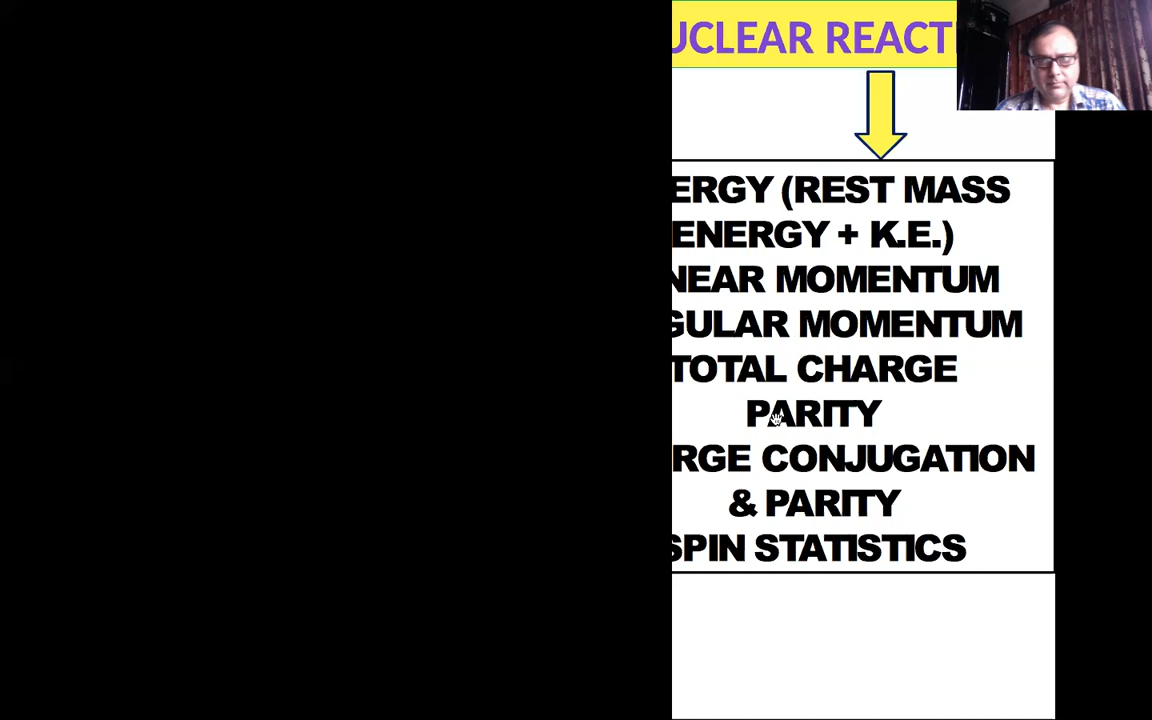 UCLEAR REACT
ERGY (REST MASS
ENERGY + K.E.)
NEAR MOMENTUM
GULAR MOMENTUM
TOTAL CHARGE
PARITY
RGE CONJUGATION
& PARITY
SPIN STATISTICS